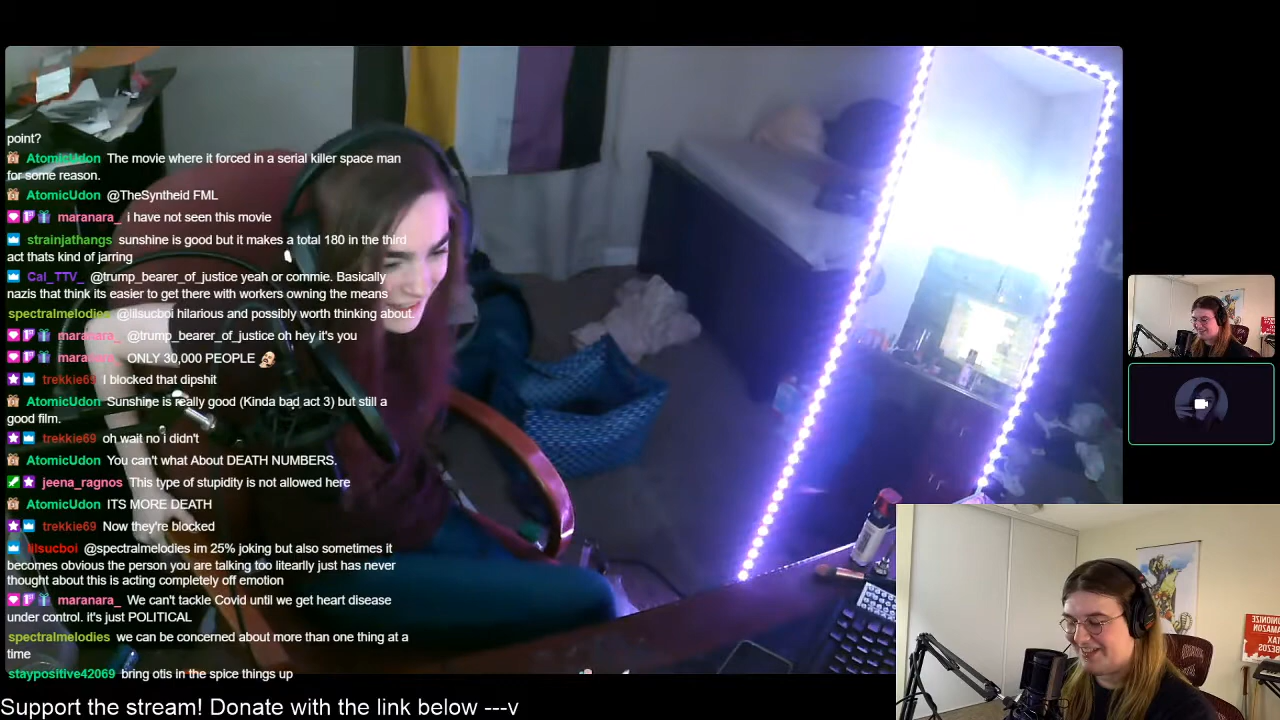 point?
AtomicUdon The movie where it forced in a serial killer space man
for some reason.
AtomicUdon @TheSyntheid FML
maranara_ i have not seen this movie
strainjathangs sunshine is good but it makes a total 180 in the third
act thats kind of jarring
Cal_TTV_ @trump_bearer_of_justice yeah or commie. Basically
nazis that think its easier to get there with workers owning the means
spectralmelodies @lilsucboi hilarious and possibly worth thinking about.
maranara_ @trump_bearer_of_justice oh hey it's you
maranara_ ONLY 30,000 PEOPLE
trekkie69 I blocked that dipshit
AtomicUdon Sunshine is really good (Kinda bad act 3) but still a
good film.
trekkie69 oh wait no i didn't
AtomicUdon You can't what About DEATH NUMBERS.
jeena_ragnos This type of stupidity is not allowed here
AtomicUdon ITS MORE DEATH
trekkie69 Now they're blocked
lilsucboi @spectralmelodies im 25% joking but also sometimes it
becomes obvious the person you are talking too litearlly just has never
thought about this is acting completely off emotion
maranara_ We can't tackle Covid until we get heart disease
under control. it's just POLITICAL
spectralmelodies we can be concerned about more than one thing at a
time
staypositive42069 bring otis in the spice things up
UNIONIZE
AMAZON
TAX
BEZOS
Support the stream! Donate with the link below ---v